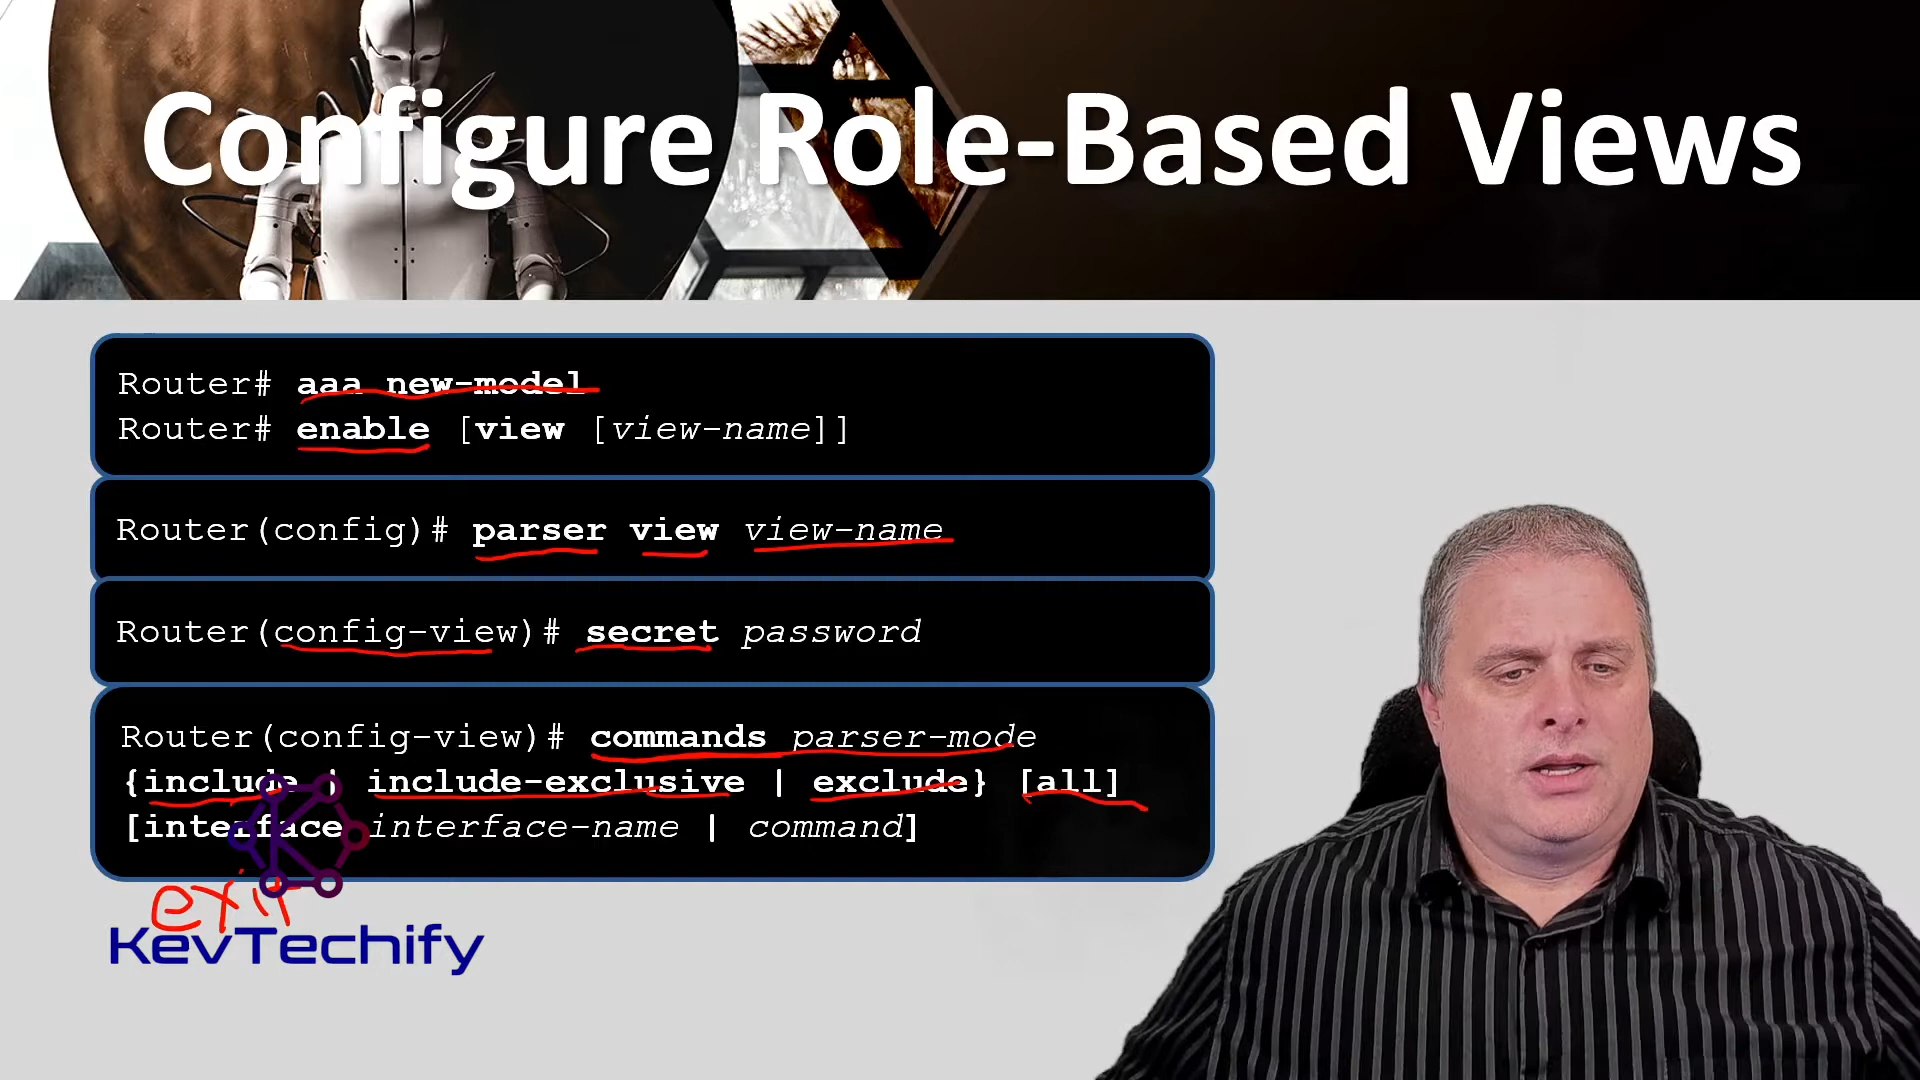 Configure Role-Based Views
Router# aaa new-model
Router# enable [view [view-name]]
Router(config)# parser view view-name
Router(config-view)# secret password
Router(config-view)# commands parser-mode
{include | include-exclusive | exclude} [all]
[interface interface-name | command]
exit
KevTechify